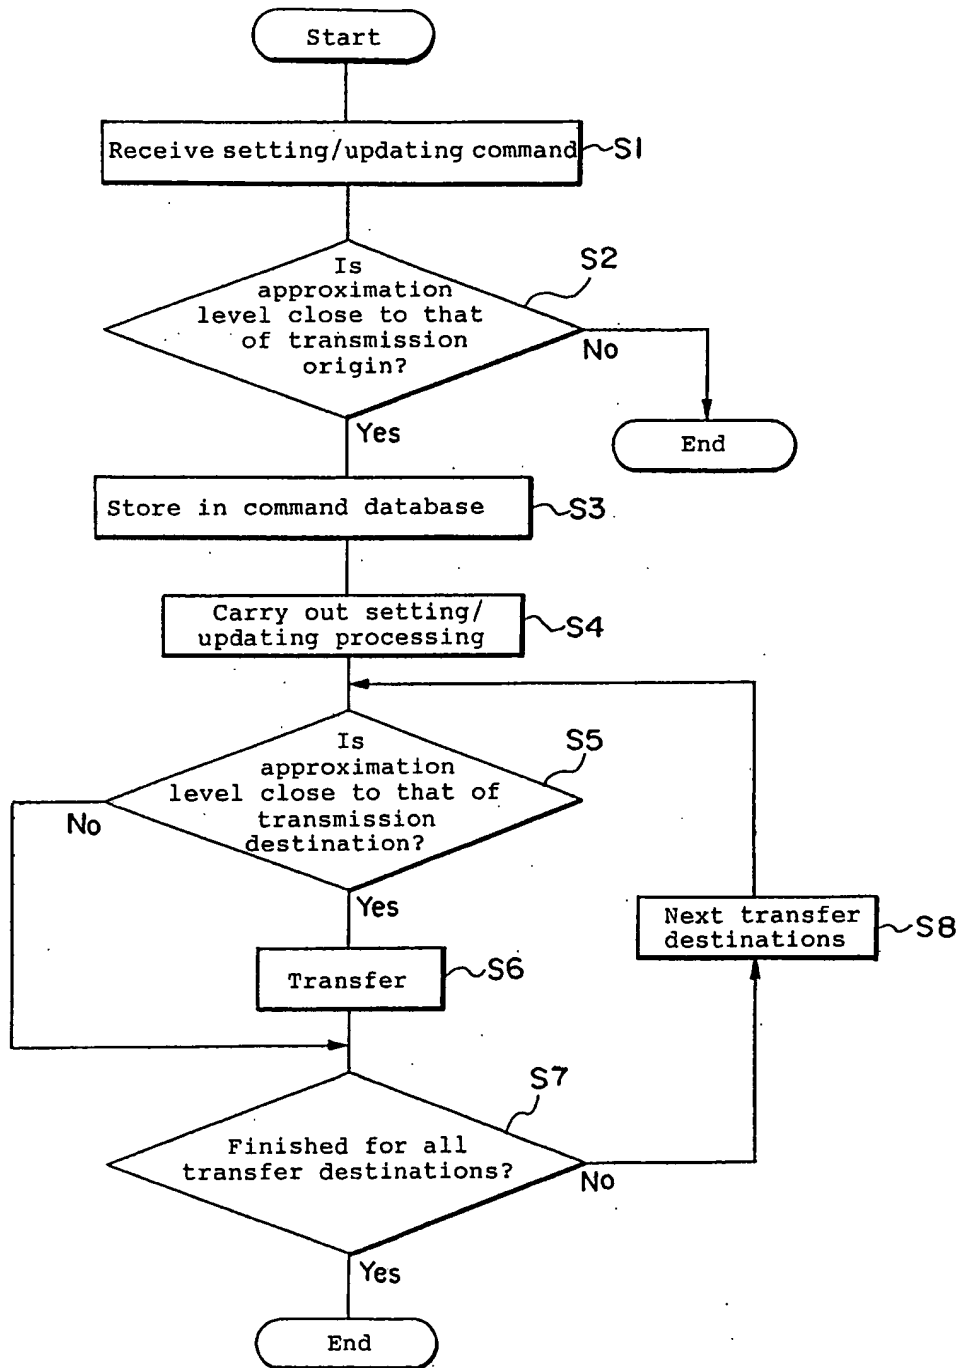 Start
Receive setting/updating command
S1
Is
approximation
level close to that
of transmission
origin?
S2
No
End
Yes
Store in command database
S3
Carry out setting/
updating processing
S4
Is
approximation
level close to that of
transmission
destination?
S5
No
Yes
Next transfer
destinations
S8
Transfer
S6
Finished for all
transfer destinations?
S7
No
Yes
End